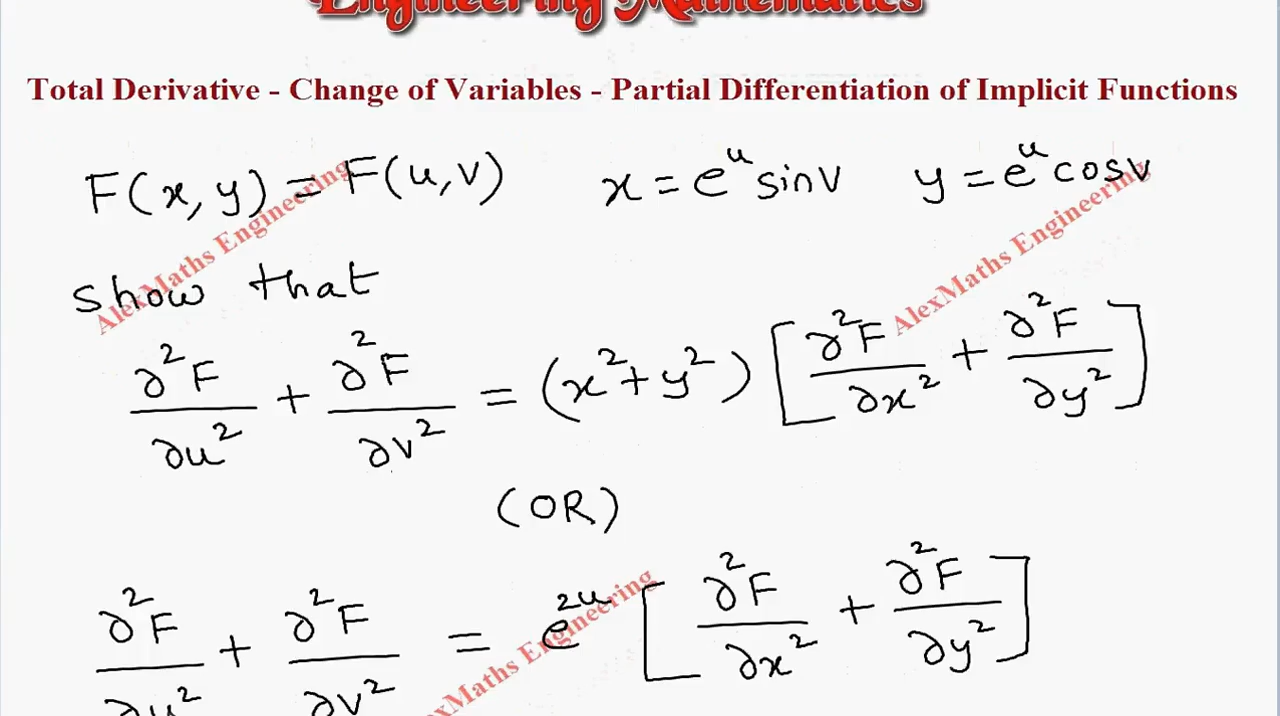 Engineering Mathematics
Total Derivative - Change of Variables - Partial Differentiation of Implicit Functions
F(x, y) = F(u, v)    x = e^u sin v    y = e^u cos v
show that
∂²F/∂u² + ∂²F/∂v² = (x² + y²) [∂²F/∂x² + ∂²F/∂y²]
(OR)
∂²F/∂u² + ∂²F/∂v² = e^{2u} [∂²F/∂x² + ∂²F/∂y²]
AlexMaths Engineering
AlexMaths Engineering
AlexMaths Engineering